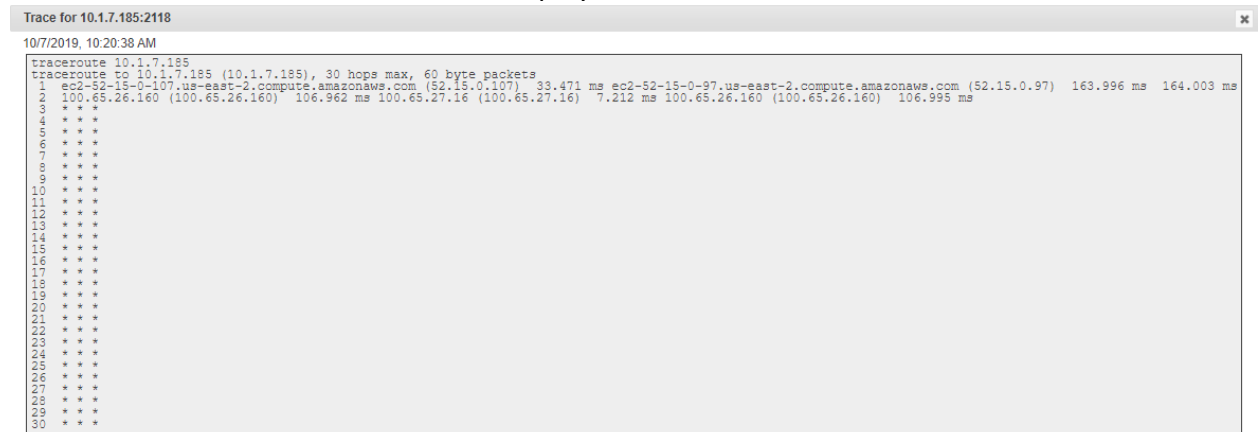 Trace for 10.1.7.185:2118
10/7/2019, 10:20:38 AM
traceroute 10.1.7.185
traceroute to 10.1.7.185 (10.1.7.185), 30 hops max, 60 byte packets
1 ec2-52-15-0-107.us-east-2.compute.amazonaws.com (52.15.0.107) 33.471 ms ec2-52-15-0-97.us-east-2.compute.amazonaws.com (52.15.0.97) 163.996 ms 164.003 ms
2 100.65.26.160 (100.65.26.160) 106.962 ms 100.65.27.16 (100.65.27.16) 7.212 ms 100.65.26.160 (100.65.26.160) 106.995 ms
3 * * *
4 * * *
5 * * *
6 * * *
7 * * *
8 * * *
9 * * *
10 * * *
11 * * *
12 * * *
13 * * *
14 * * *
15 * * *
16 * * *
17 * * *
18 * * *
19 * * *
20 * * *
21 * * *
22 * * *
23 * * *
24 * * *
25 * * *
26 * * *
27 * * *
28 * * *
29 * * *
30 * * *